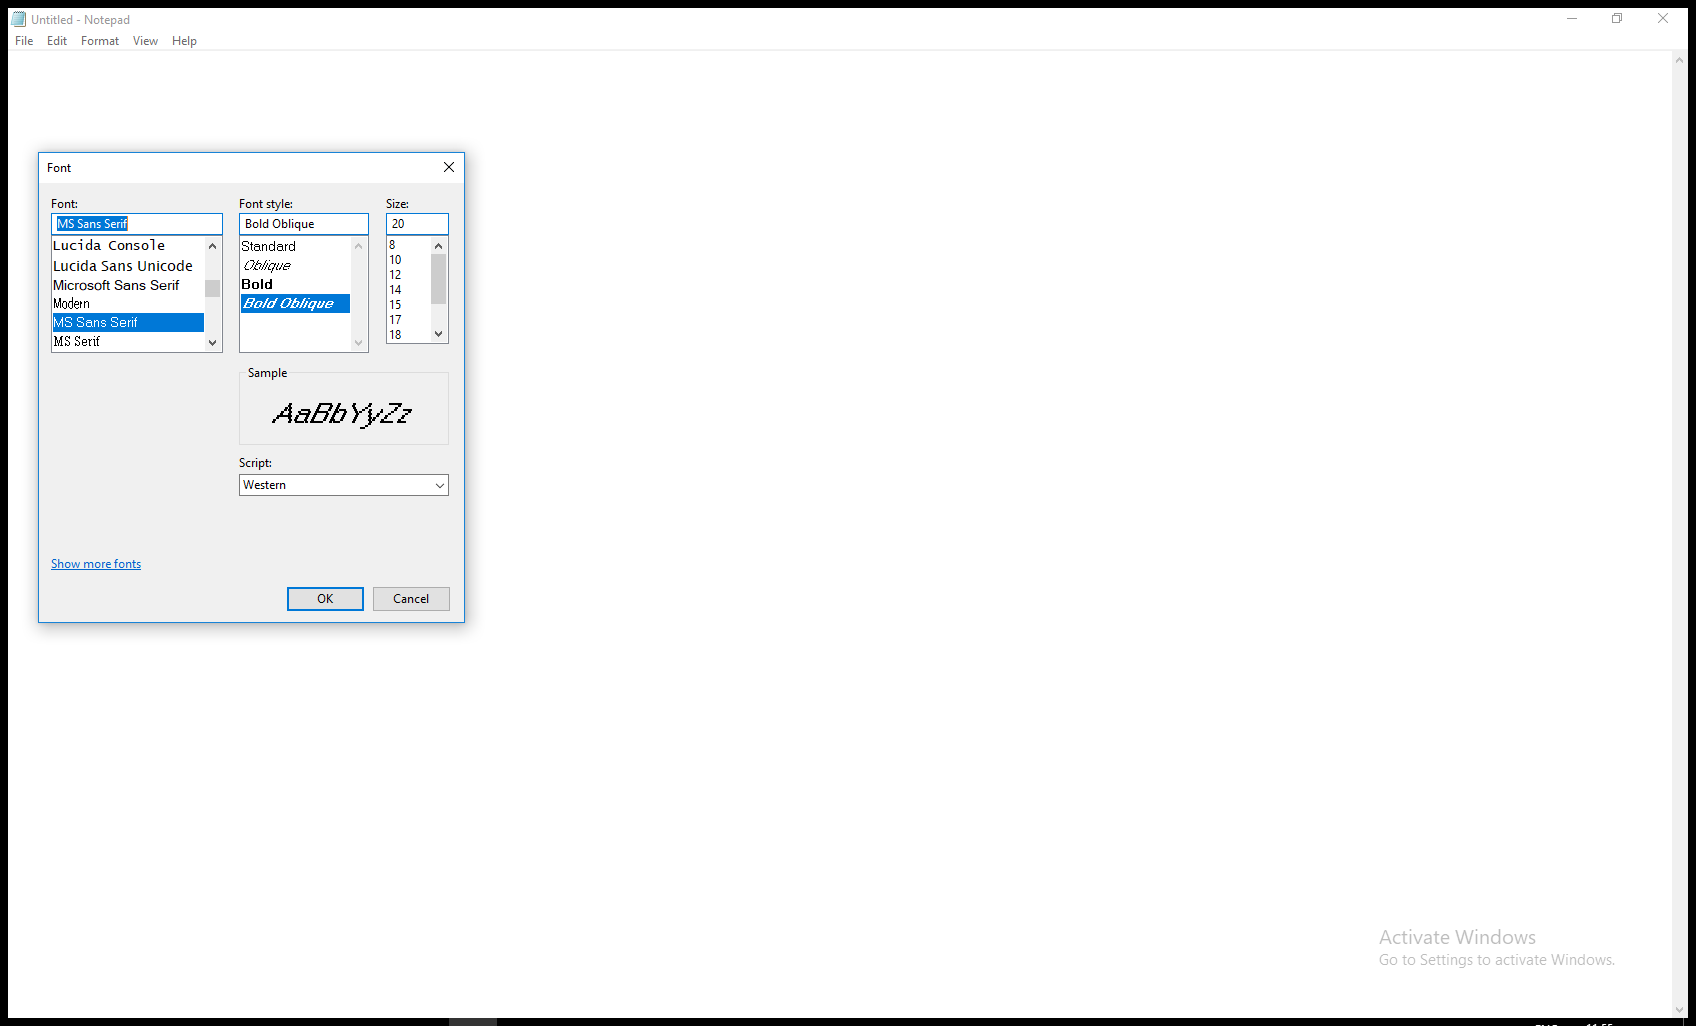 Untitled - Notepad
File Edit Format View Help
Font
Font: Font style: Size:
MS Sans Serif Bold Oblique 20
Lucida Console
Lucida Sans Unicode
Microsoft Sans Serif
Modern
MS Sans Serif
MS Serif
Standard
Oblique
Bold
Bold Oblique
8
10
12
14
15
17
18
Sample
AaBbYyZz
Script:
Western
Show more fonts
OK Cancel
Activate Windows
Go to Settings to activate Windows.